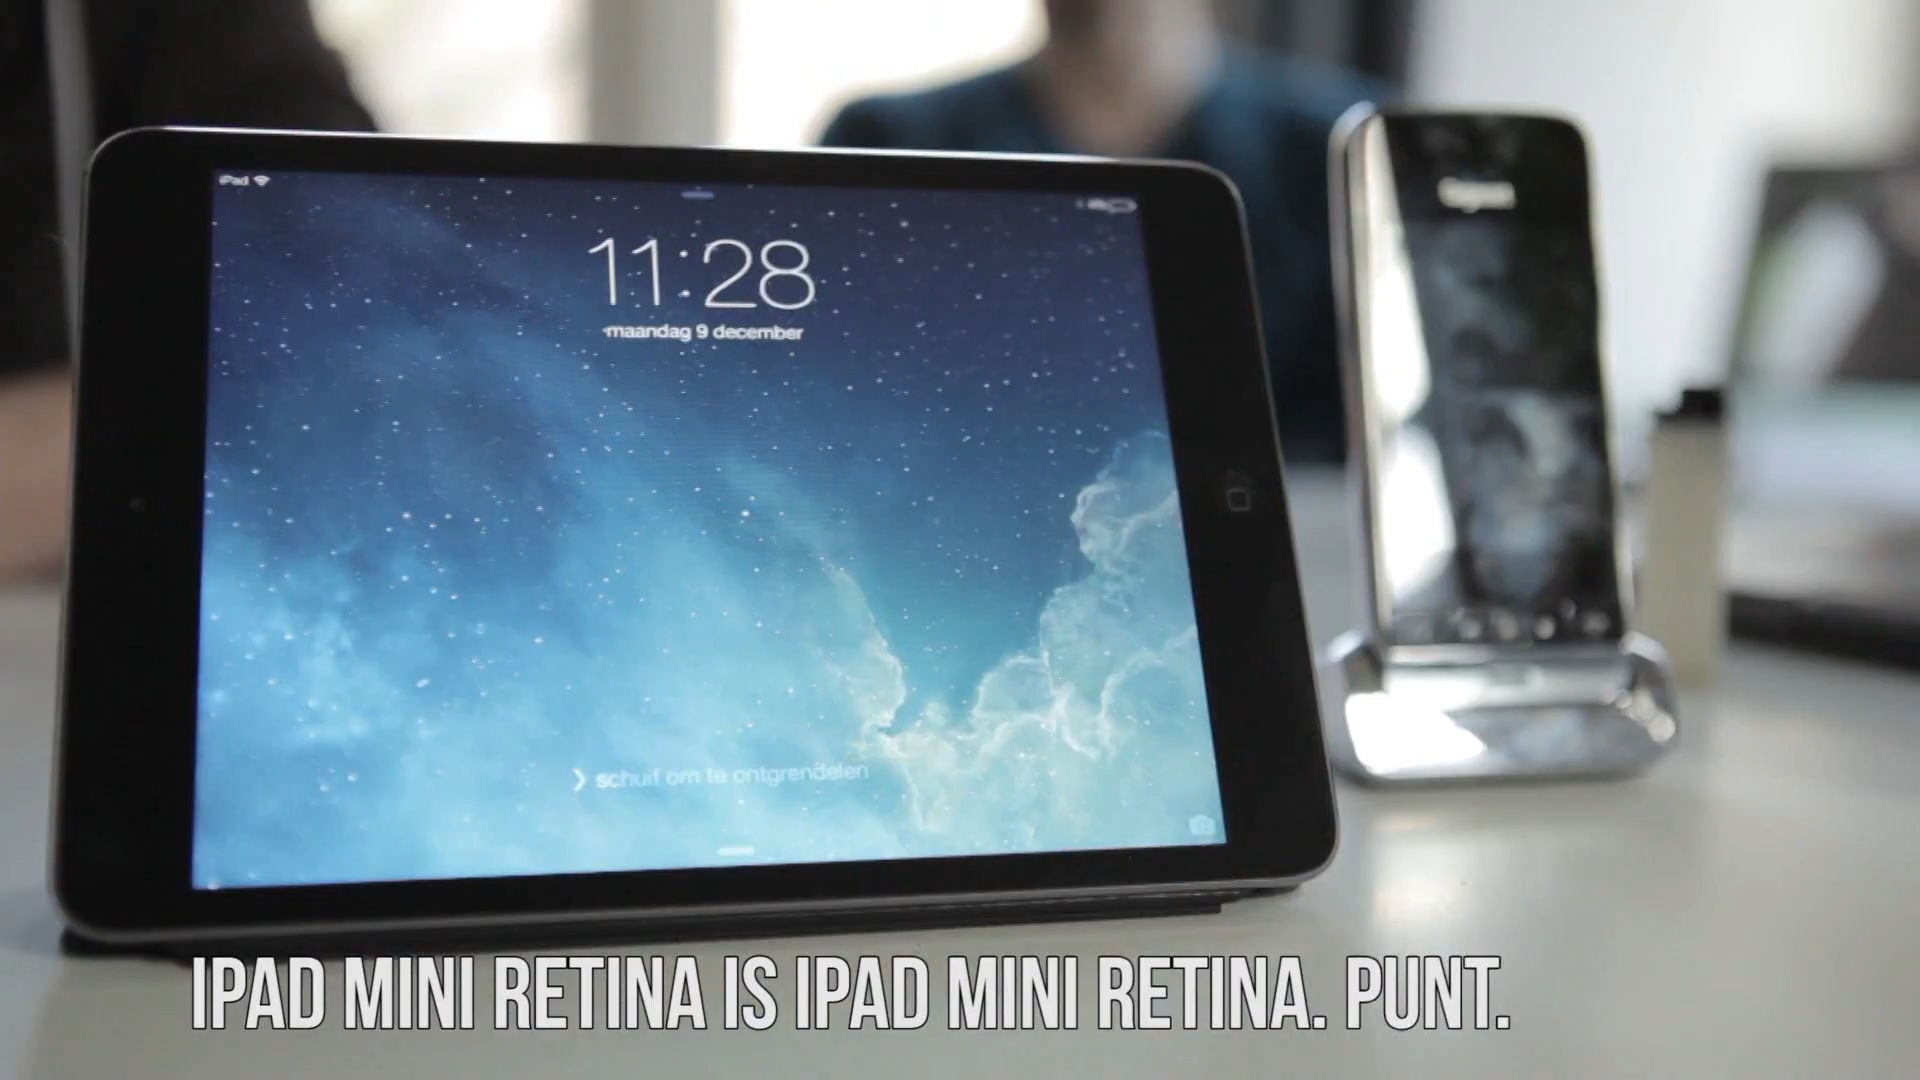 iPad
11:28
maandag 9 december
schuif om te ontgrendelen
IPAD MINI RETINA IS IPAD MINI RETINA. PUNT.